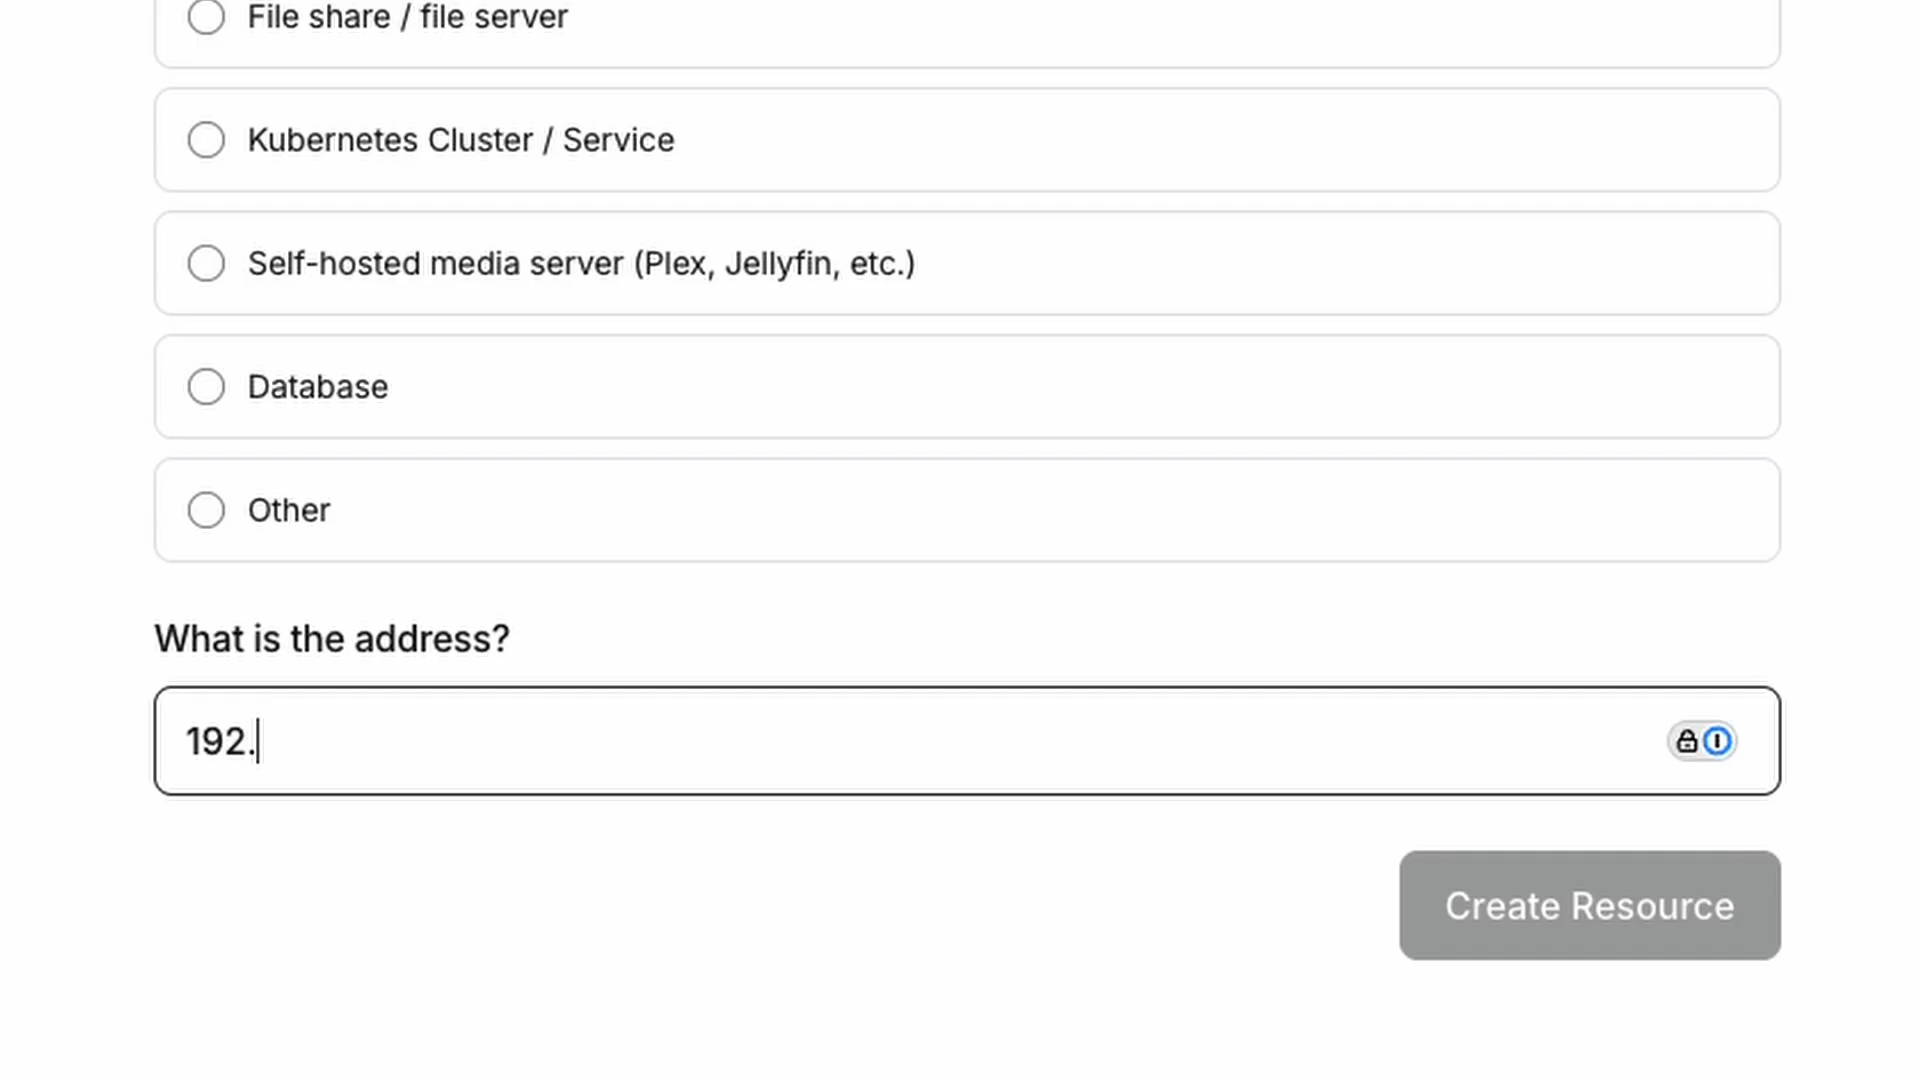 File share / file server
Kubernetes Cluster / Service
Self-hosted media server (Plex, Jellyfin, etc.)
Database
Other
What is the address?
192.
Create Resource